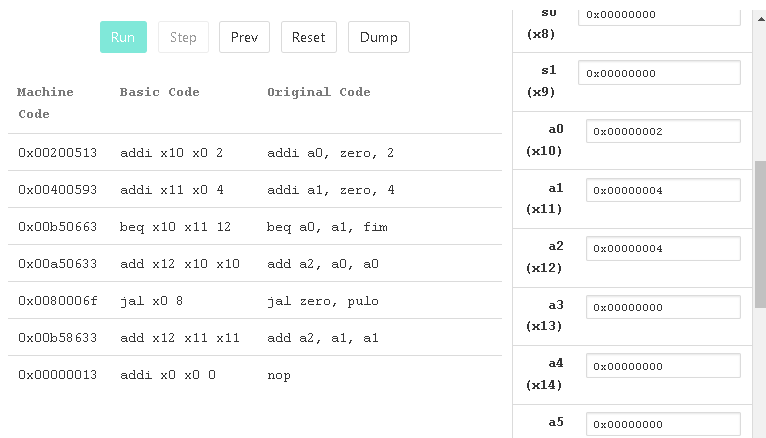 Run Step Prev Reset Dump
Machine Code Basic Code Original Code
0x00200513 addi x10 x0 2 addi a0, zero, 2
0x00400593 addi x11 x0 4 addi a1, zero, 4
0x00b50663 beq x10 x11 12 beq a0, a1, fim
0x00a50633 add x12 x10 x10 add a2, a0, a0
0x0080006f jal x0 8 jal zero, pulo
0x00b58633 add x12 x11 x11 add a2, a1, a1
0x00000013 addi x0 x0 0 nop
s0 (x8) 0x00000000
s1 (x9) 0x00000000
a0 (x10) 0x00000002
a1 (x11) 0x00000004
a2 (x12) 0x00000004
a3 (x13) 0x00000000
a4 (x14) 0x00000000
a5 0x00000000